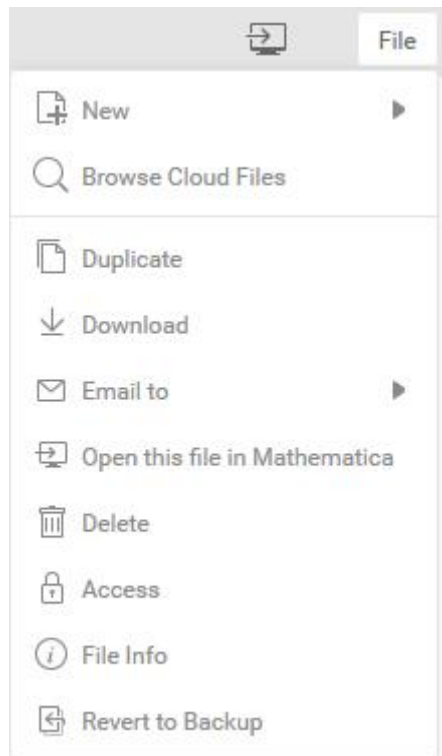 File
New
Browse Cloud Files
Duplicate
Download
Email to
Open this file in Mathematica
Delete
Access
File Info
Revert to Backup